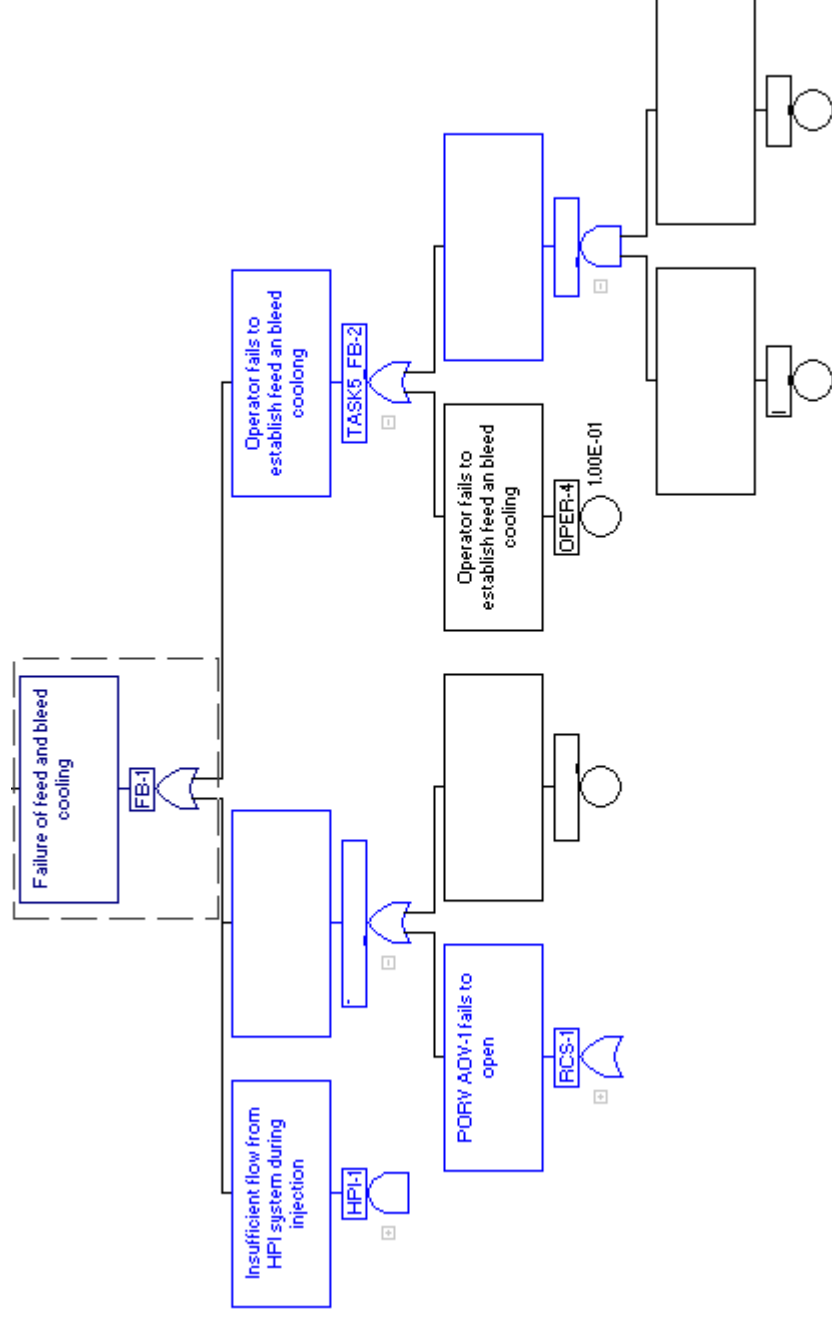 Failure of feed and bleed
cooling
FB-1
Insufficient flow from
HPI system during
injection
HPI-1
Operator fails to
establish feed an bleed
coolong
TASK5_FB-2
PORV AOV-1 fails to
open
RCS-1
Operator fails to
establish feed an bleed
cooling
OPER-4
1.00E-01